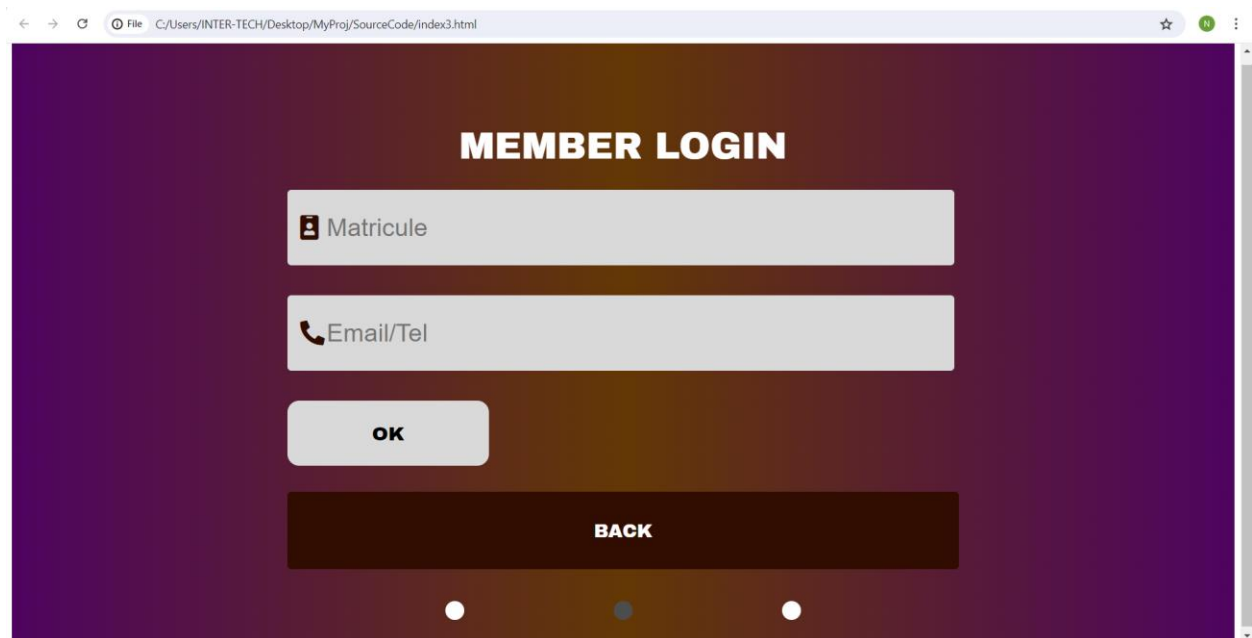 File C:/Users/INTER-TECH/Desktop/MyProj/SourceCode/index3.html
N
MEMBER LOGIN
Matricule
Email/Tel
OK
BACK